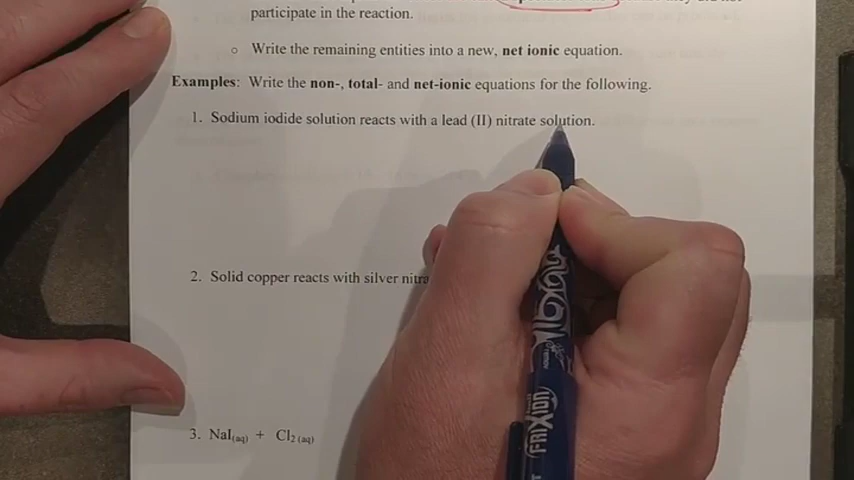 participate in the reaction.
○ Write the remaining entities into a new, net ionic equation.
Examples: Write the non-, total- and net-ionic equations for the following.
1. Sodium iodide solution reacts with a lead (II) nitrate solution.
2. Solid copper reacts with silver nitra
3. NaI(aq) + Cl2 (aq)
FRIXION